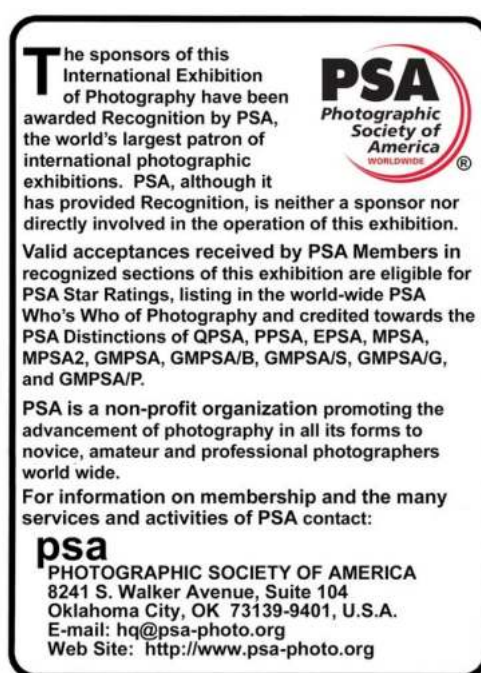 The sponsors of this
International Exhibition
of Photography have been
awarded Recognition by PSA,
the world's largest patron of
international photographic
exhibitions. PSA, although it
has provided Recognition, is neither a sponsor nor
directly involved in the operation of this exhibition.
PSA
Photographic
Society of
America
WORLDWIDE
®
Valid acceptances received by PSA Members in
recognized sections of this exhibition are eligible for
PSA Star Ratings, listing in the world-wide PSA
Who's Who of Photography and credited towards the
PSA Distinctions of QPSA, PPSA, EPSA, MPSA,
MPSA2, GMPSA, GMPSA/B, GMPSA/S, GMPSA/G,
and GMPSA/P.
PSA is a non-profit organization promoting the
advancement of photography in all its forms to
novice, amateur and professional photographers
world wide.
For information on membership and the many
services and activities of PSA contact:
psa
PHOTOGRAPHIC SOCIETY OF AMERICA
8241 S. Walker Avenue, Suite 104
Oklahoma City, OK 73139-9401, U.S.A.
E-mail: hq@psa-photo.org
Web Site: http://www.psa-photo.org